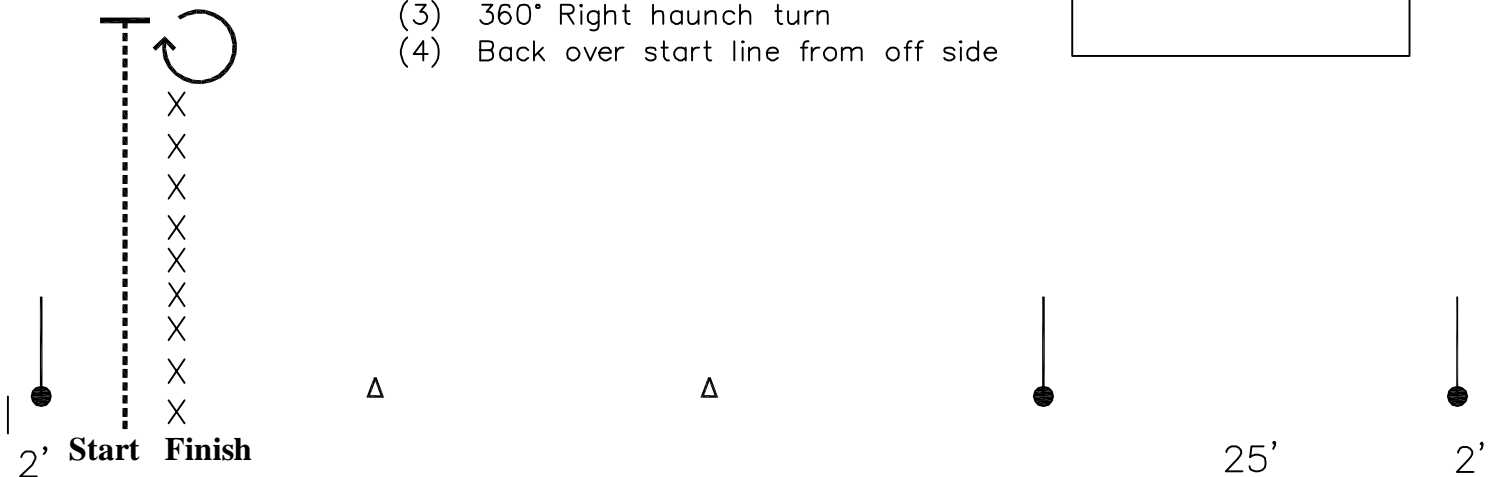 (3) 360° Right haunch turn
(4) Back over start line from off side
X
X
X
X
X
X
X
X
X
2' Start Finish 25' 2'